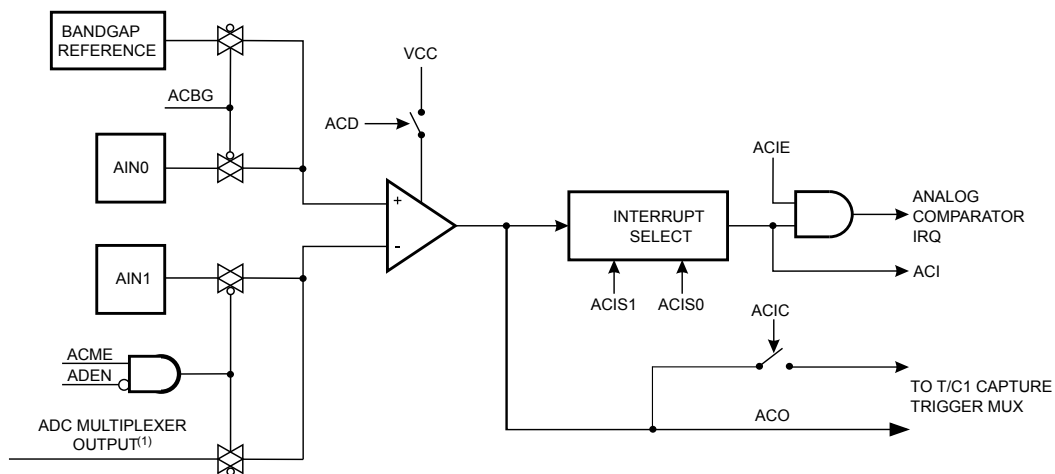 BANDGAP
REFERENCE
VCC
ACBG
ACD
AIN0
ACIE
+
-
INTERRUPT
SELECT
ANALOG
COMPARATOR
IRQ
AIN1
ACI
ACIS1
ACIS0
ACIC
ACME
ADEN
TO T/C1 CAPTURE
TRIGGER MUX
ACO
ADC MULTIPLEXER
OUTPUT(1)